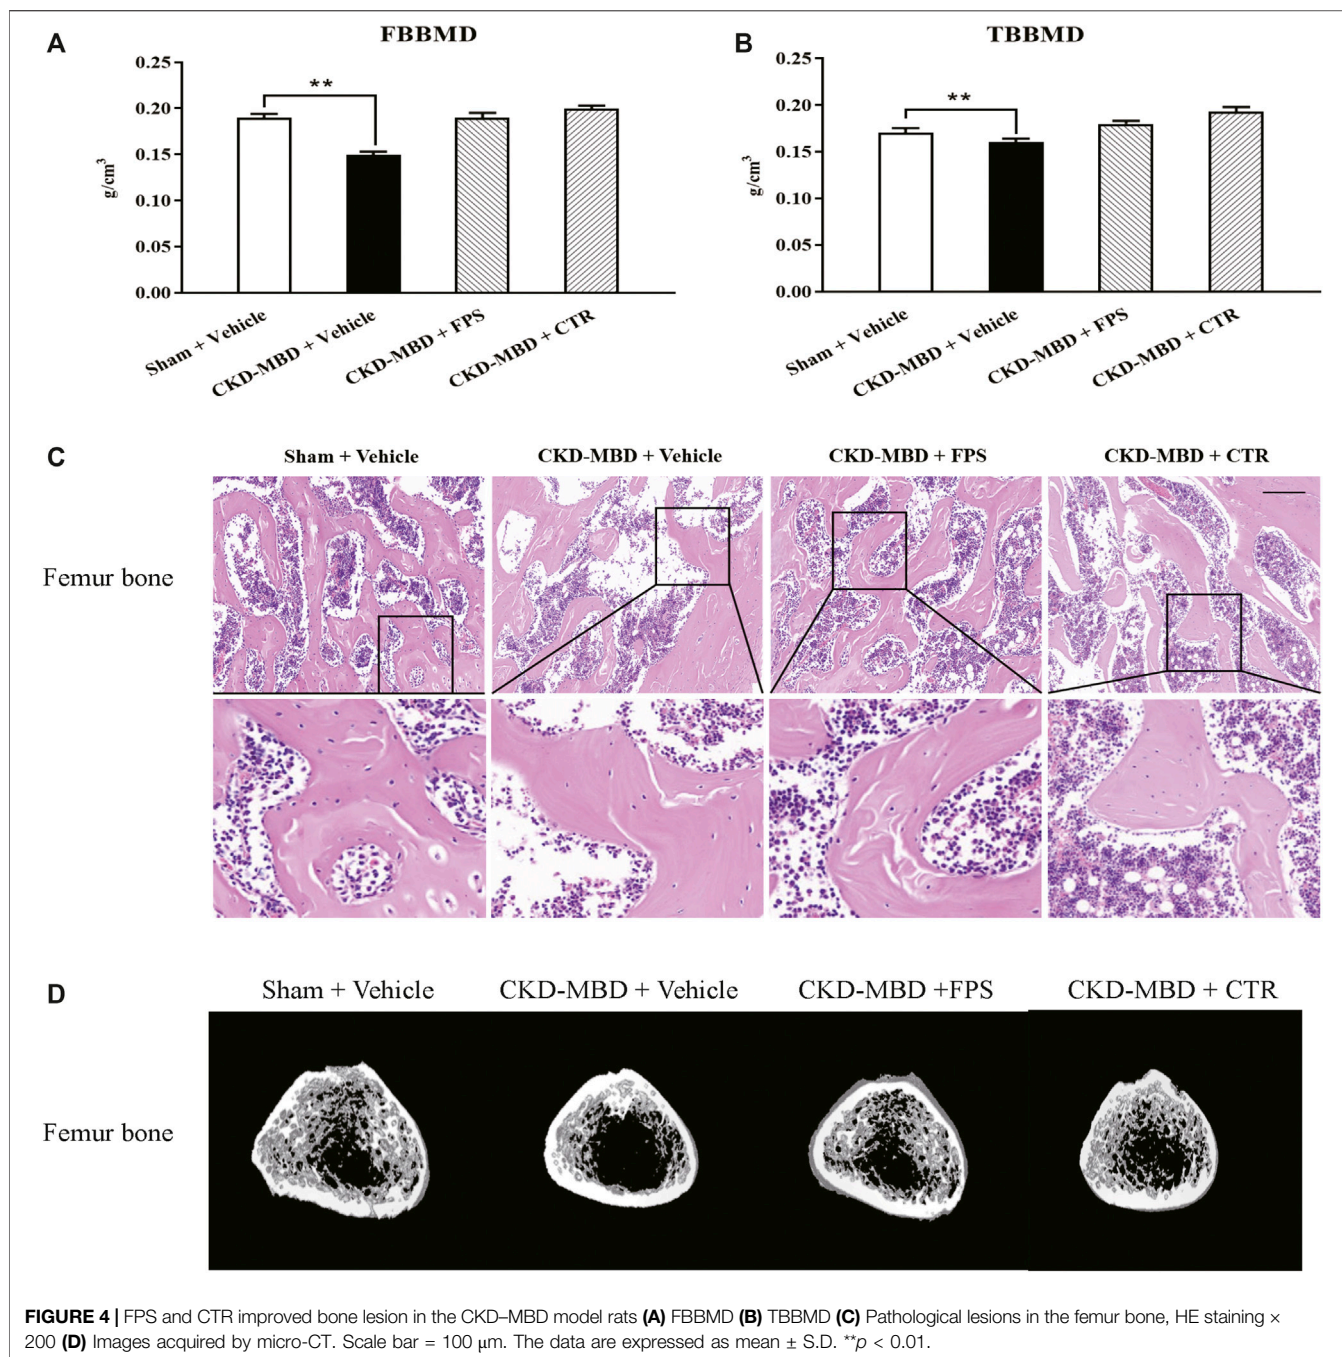 A
FBBMD
0.25
0.20
0.15
0.10
0.05
0.00
g/cm³
**
Sham + Vehicle
CKD-MBD + Vehicle
CKD-MBD + FPS
CKD-MBD + CTR
B
TBBMD
0.25
0.20
0.15
0.10
0.05
0.00
g/cm³
**
Sham + Vehicle
CKD-MBD + Vehicle
CKD-MBD + FPS
CKD-MBD + CTR
C
Sham + Vehicle
CKD-MBD + Vehicle
CKD-MBD + FPS
CKD-MBD + CTR
Femur bone
D
Sham + Vehicle
CKD-MBD + Vehicle
CKD-MBD +FPS
CKD-MBD + CTR
Femur bone
FIGURE 4 | FPS and CTR improved bone lesion in the CKD–MBD model rats (A) FBBMD (B) TBBMD (C) Pathological lesions in the femur bone, HE staining ×
200 (D) Images acquired by micro-CT. Scale bar = 100 μm. The data are expressed as mean ± S.D. **p < 0.01.